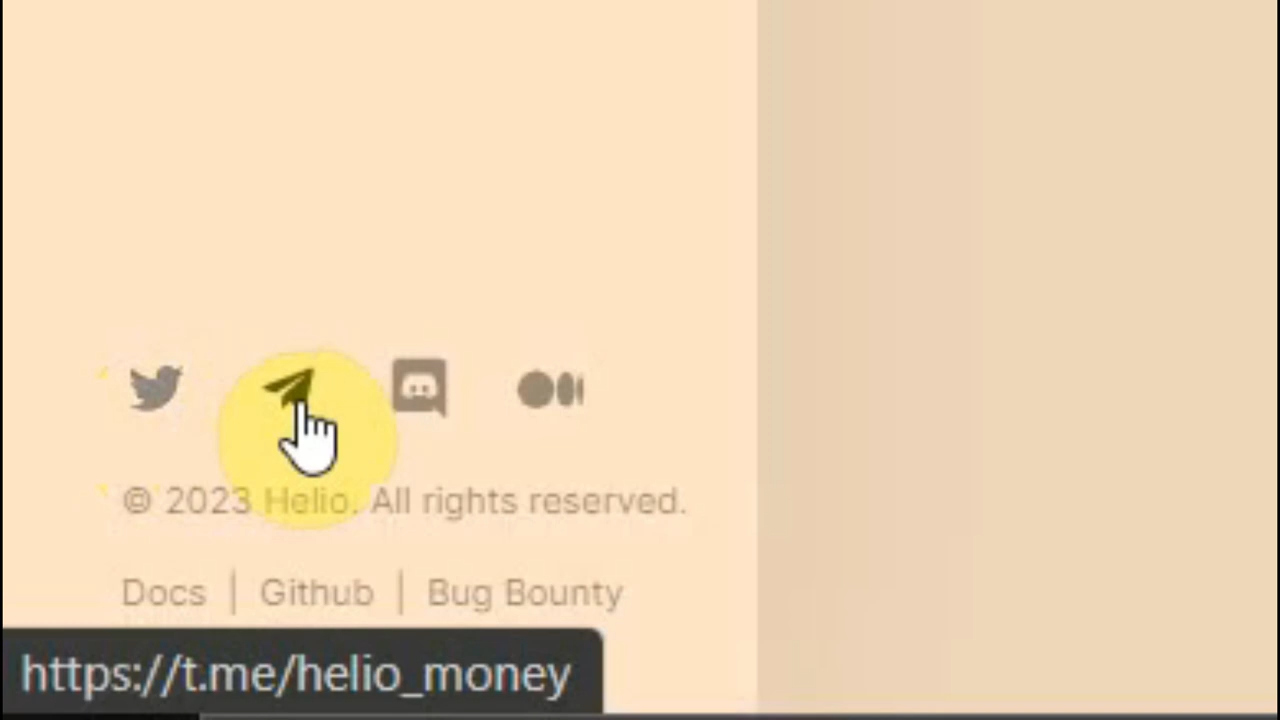 © 2023 Helio. All rights reserved.
Docs | Github | Bug Bounty
https://t.me/helio_money